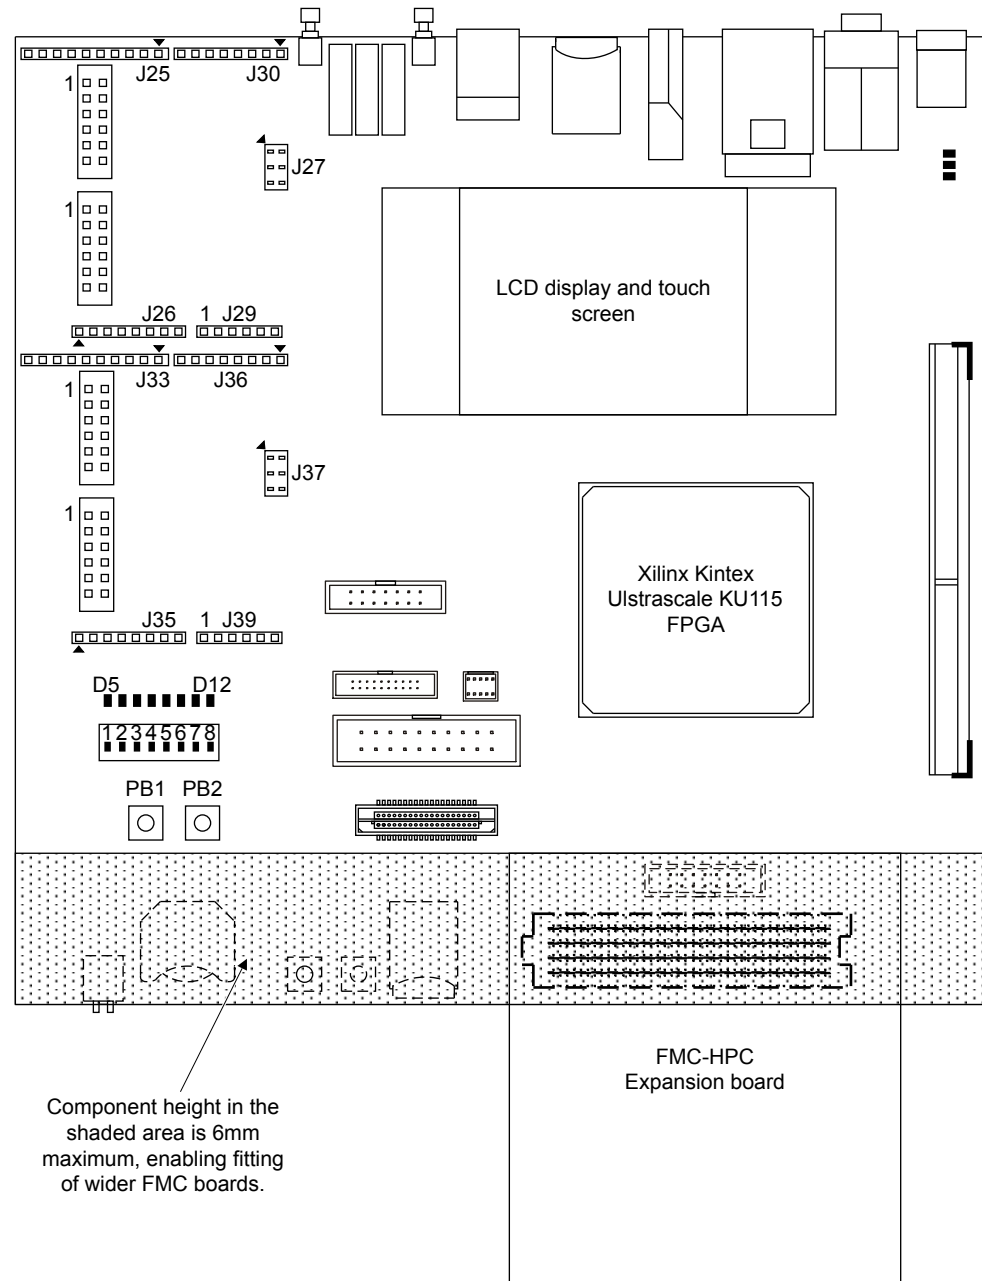 J25
J30
1
J27
1
LCD display and touch
screen
J26
1 J29
J33
J36
1
J37
1
Xilinx Kintex
Ulstrascale KU115
FPGA
J35
1 J39
D5
D12
12345678
PB1
PB2
FMC-HPC
Expansion board
Component height in the
shaded area is 6mm
maximum, enabling fitting
of wider FMC boards.